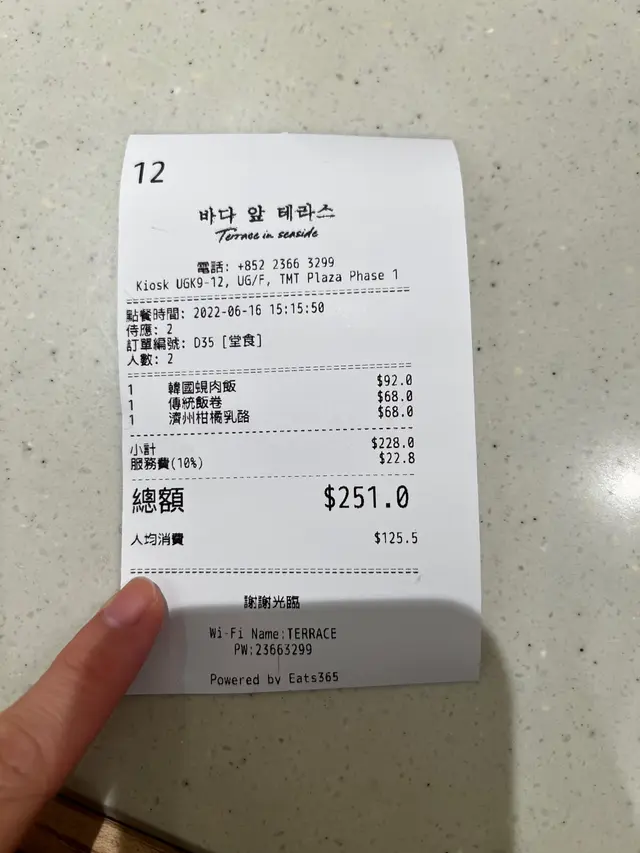 12
바다 앞 테라스
Terrace in seaside
電話: +852 2366 3299
Kiosk UGK9-12, UG/F, TMT Plaza Phase 1
點餐時間: 2022-06-16 15:15:50
侍應: 2
訂單編號: D35 [堂食]
人數: 2
1 韓國蜆肉飯 $92.0
1 傳統飯卷 $68.0
1 濟州柑橘乳酪 $68.0
小計 $228.0
服務費(10%) $22.8
總額 $251.0
人均消費 $125.5
謝謝光臨
Wi-Fi Name:TERRACE
PW:23663299
Powered by Eats365